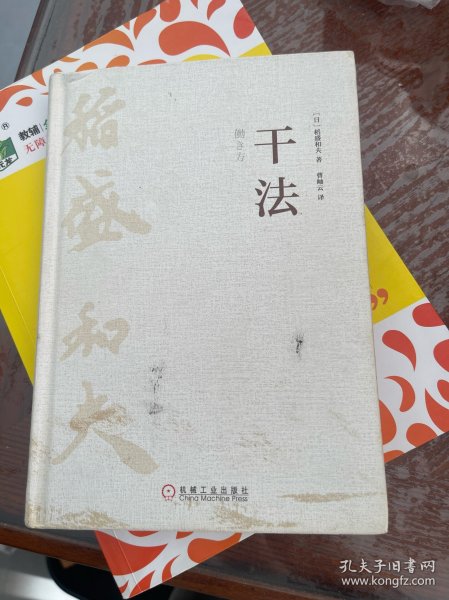 稻盛和夫
干法
働き方
［日］稻盛和夫 著
曹岫云 译
机械工业出版社
China Machine Press
®
教辅
无障
孔夫子旧书网
www.kongfz.com